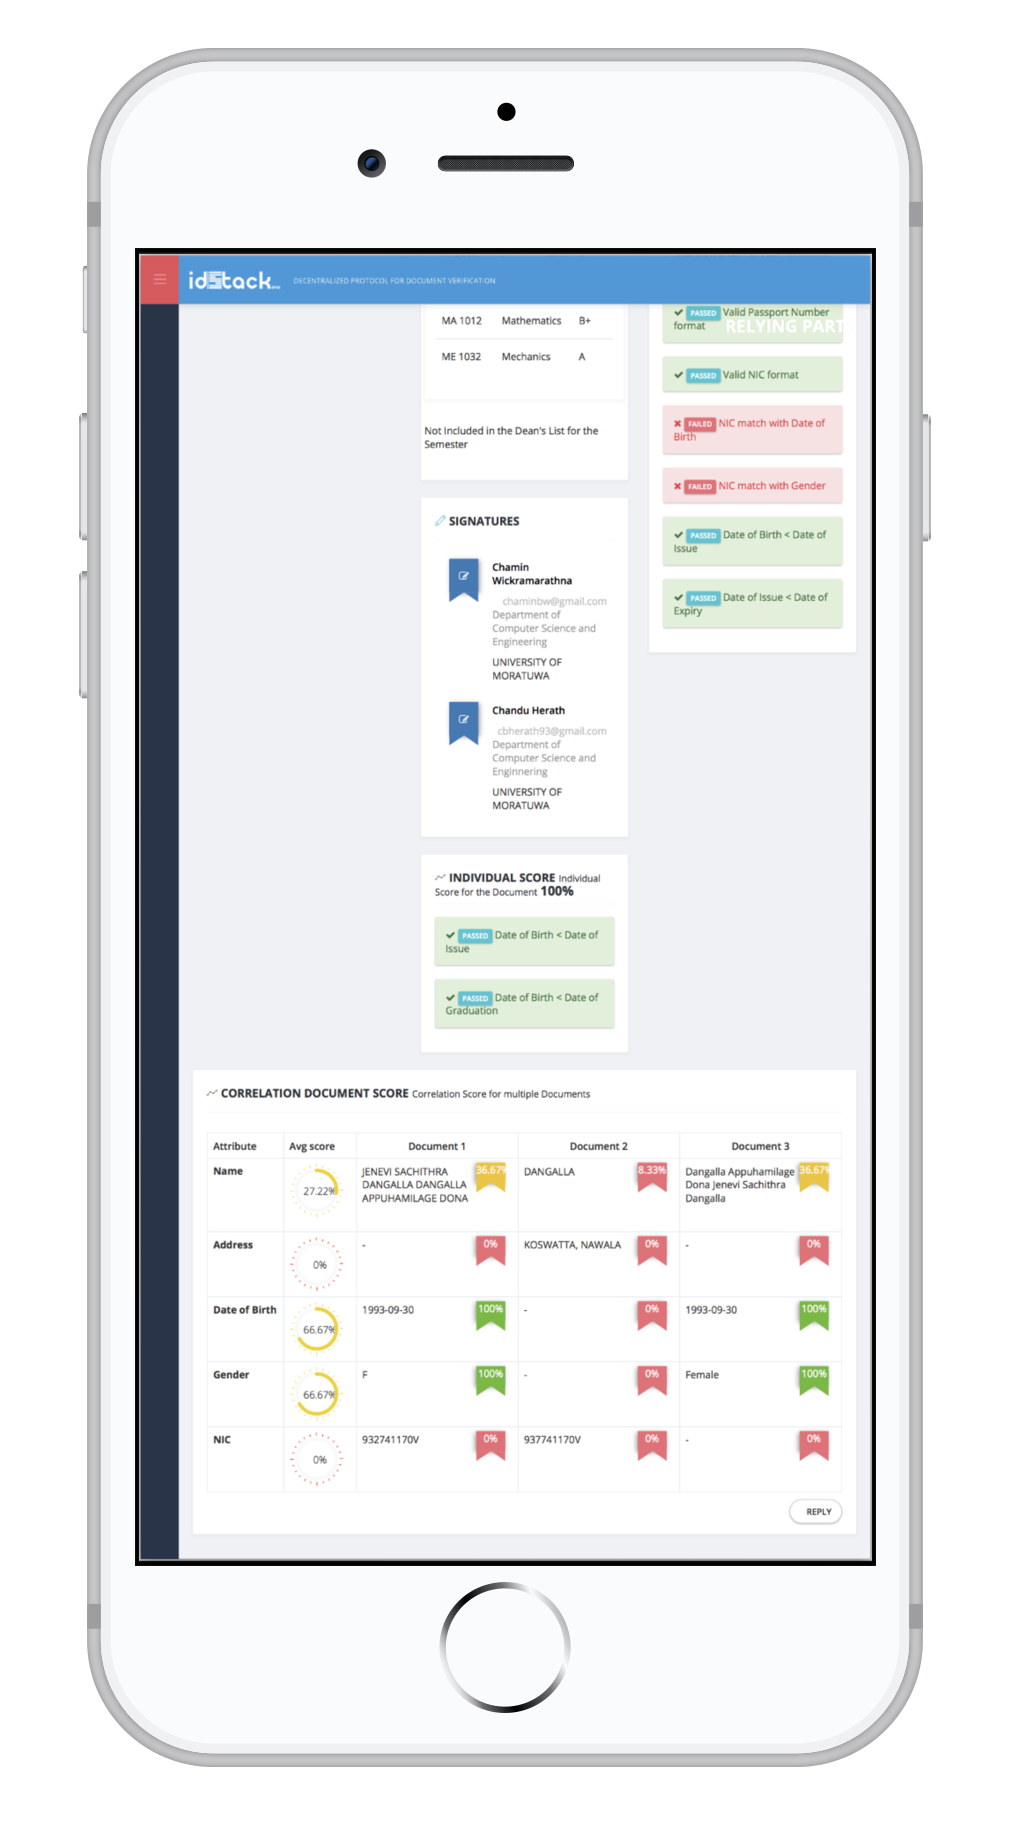 idStack
DECENTRALIZED PROTOCOL FOR DOCUMENT VERIFICATION
MA 1012 Mathematics B+
ME 1032 Mechanics A
Not Included in the Dean's List for the
Semester
SIGNATURES
Chamin
Wickramarathna
chaminbw@gmail.com
Department of
Computer Science and
Engineering
UNIVERSITY OF
MORATUWA
Chandu Herath
cbherath93@gmail.com
Department of
Computer Science and
Enginnering
UNIVERSITY OF
MORATUWA
INDIVIDUAL SCORE Individual
Score for the Document 100%
PASSED Date of Birth < Date of
Issue
PASSED Date of Birth < Date of
Graduation
PASSED Valid Passport Number
format
RELYING PART
PASSED Valid NIC format
FAILED NIC match with Date of
Birth
FAILED NIC match with Gender
PASSED Date of Birth < Date of
Issue
PASSED Date of Issue < Date of
Expiry
CORRELATION DOCUMENT SCORE Correlation Score for multiple Documents
Attribute Avg score Document 1 Document 2 Document 3
Name 27.22% JENEVI SACHITHRA 36.67% DANGALLA 8.33% Dangalla Appuhamilage 36.67%
DANGALLA DANGALLA Dona Jenevi Sachithra
APPUHAMILAGE DONA Dangalla
Address 0% - 0% KOSWATTA, NAWALA 0% - 0%
Date of Birth 66.67% 1993-09-30 100% - 0% 1993-09-30 100%
Gender 66.67% F 100% - 0% Female 100%
NIC 0% 932741170V 0% 937741170V 0% - 0%
REPLY